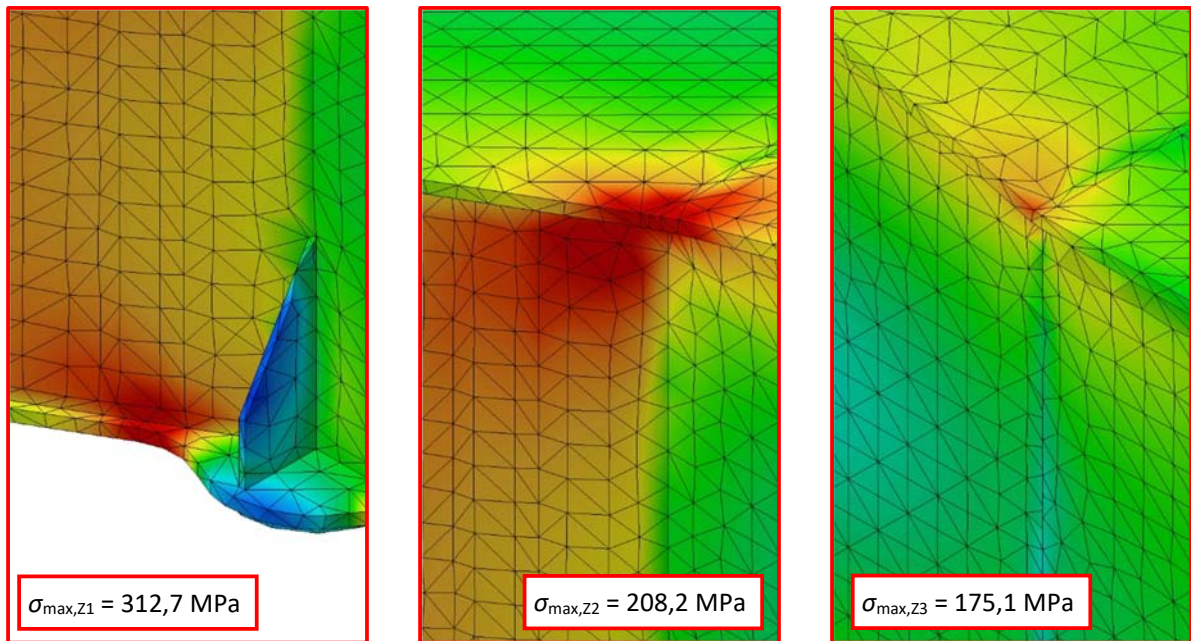 σmax,Z1 = 312,7 MPa
σmax,Z2 = 208,2 MPa
σmax,Z3 = 175,1 MPa